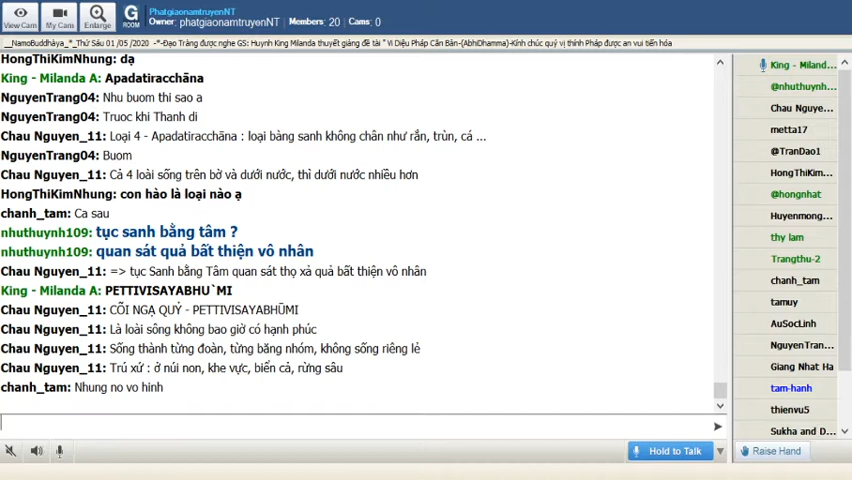 PhatgiaonamtruyenNT
Owner: phatgiaonamtruyenNT Members: 20 Cams: 0
View Cam My Cam Enlarge G ROOM
__NamoBuddhàya_*_Thứ Sáu 01 /05 /2020 -*-Đạo Tràng được nghe GS: Huynh King Milanda thuyết giảng đề tài " Vi Diệu Pháp Căn Bản-(AbhiDhamma)-Kính chúc quý vị thính Pháp được an vui tiến hóa
HongThiKimNhung: dạ
King - Milanda A: Apadatiracchāna
NguyenTrang04: Nhu buom thi sao a
NguyenTrang04: Truoc khi Thanh di
Chau Nguyen_11: Loại 4 - Apadatiracchāna : loại bàng sanh không chân như rắn, trùn, cá ...
NguyenTrang04: Buom
Chau Nguyen_11: Cả 4 loài sống trên bờ và dưới nước, thì dưới nước nhiều hơn
HongThiKimNhung: con hào là loại nào ạ
chanh_tam: Ca sau
nhuthuynh109: tục sanh bằng tâm ?
nhuthuynh109: quan sát quả bất thiện vô nhân
Chau Nguyen_11: => tục Sanh bằng Tâm quan sát thọ xả quả bất thiện vô nhân
King - Milanda A: PETTIVISAYABHU`MI
Chau Nguyen_11: CÕI NGẠ QUỶ - PETTIVISAYABHŪMI
Chau Nguyen_11: Là loài sông không bao giờ có hạnh phúc
Chau Nguyen_11: Sống thành từng đoàn, từng băng nhóm, không sống riêng lẻ
Chau Nguyen_11: Trú xứ : ở núi non, khe vực, biển cả, rừng sâu
chanh_tam: Nhung no vo hinh
Hold to Talk
King - Miland...
@nhuthuynh...
Chau Nguye...
metta17
@TranDao1
HongThiKim...
@hongnhat
Huyenmong...
thy lam
Trangthu-2
chanh_tam
tamuy
AuSocLinh
NguyenTran...
Giang Nhat Ha
tam-hanh
thienvu5
Sukha and D...
Raise Hand